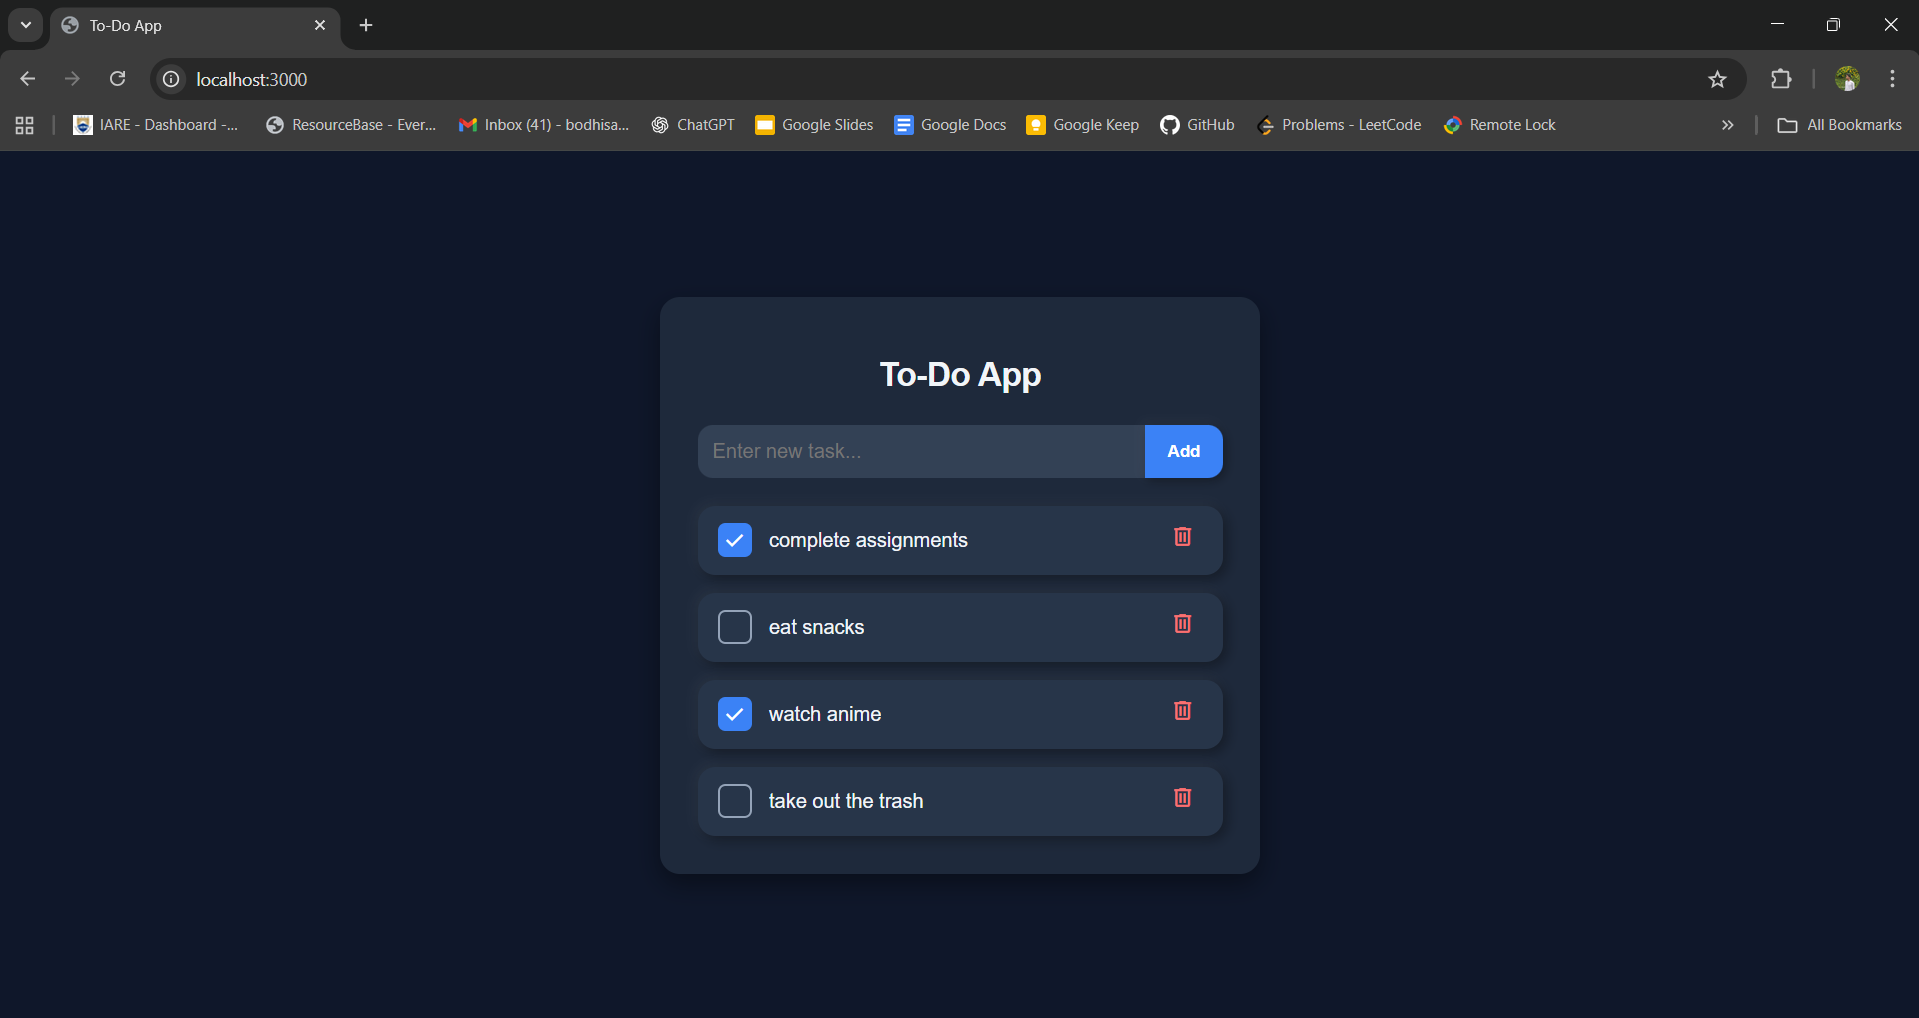 To-Do App
localhost:3000
IARE - Dashboard -...
ResourceBase - Ever...
Inbox (41) - bodhisa...
ChatGPT
Google Slides
Google Docs
Google Keep
GitHub
Problems - LeetCode
Remote Lock
All Bookmarks
To-Do App
Enter new task...
Add
complete assignments
eat snacks
watch anime
take out the trash